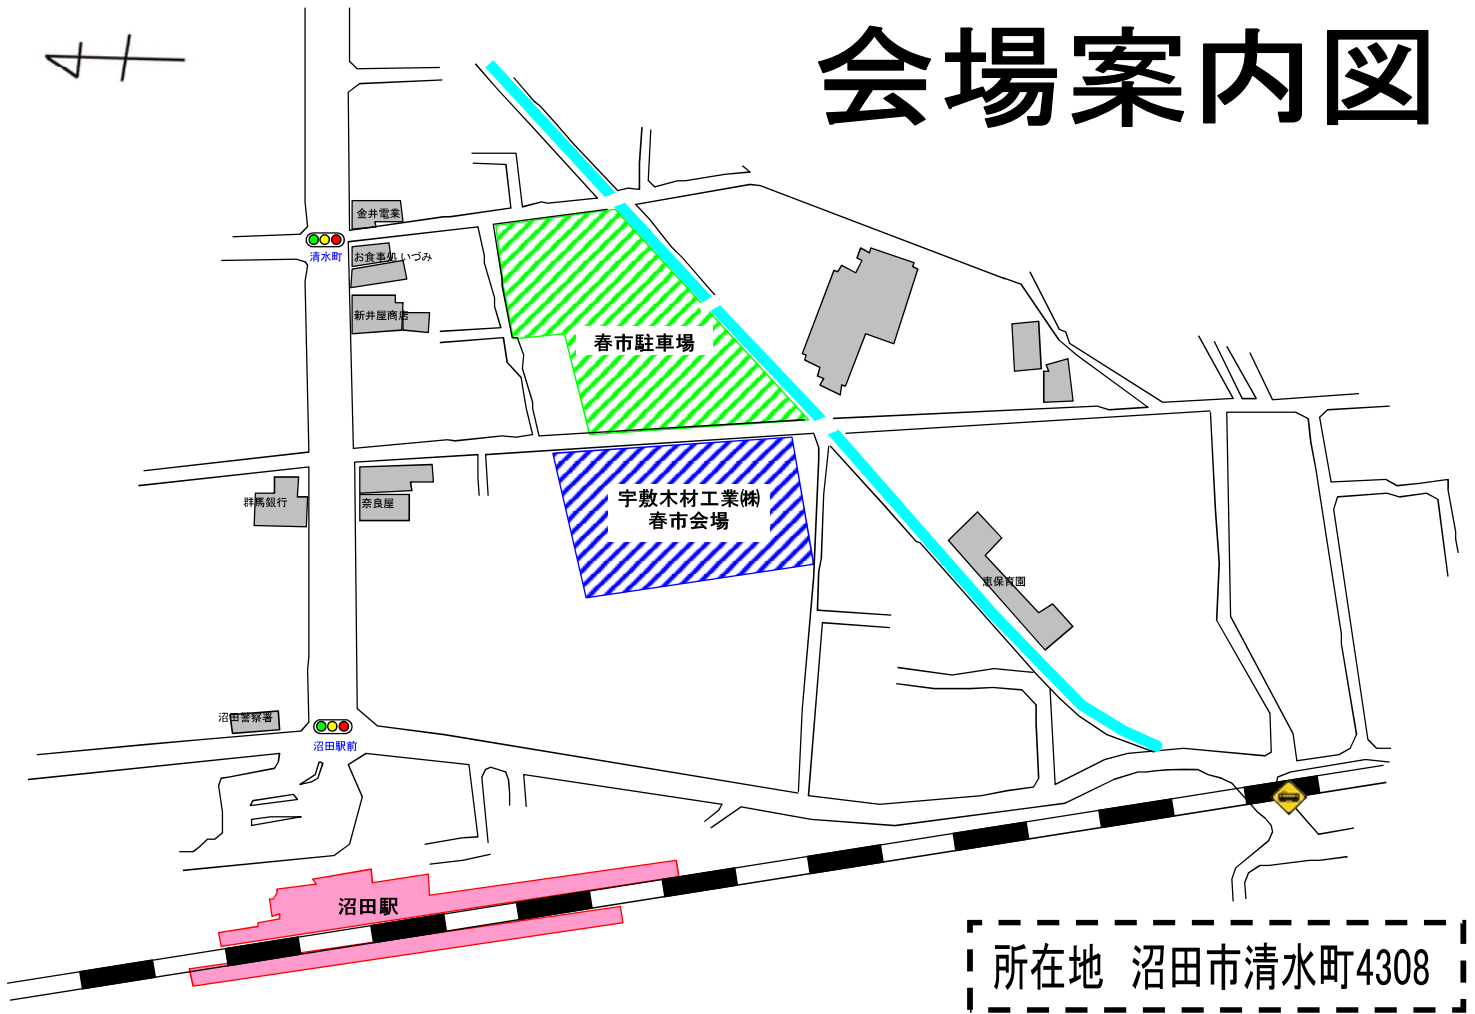 会場案内図
金井電業
清水町
お食事処 いづみ
新井屋商店
春市駐車場
群馬銀行
奈良屋
宇敷木材工業㈱
春市会場
恵保育園
沼田警察署
沼田駅前
沼田駅
所在地 沼田市清水町4308